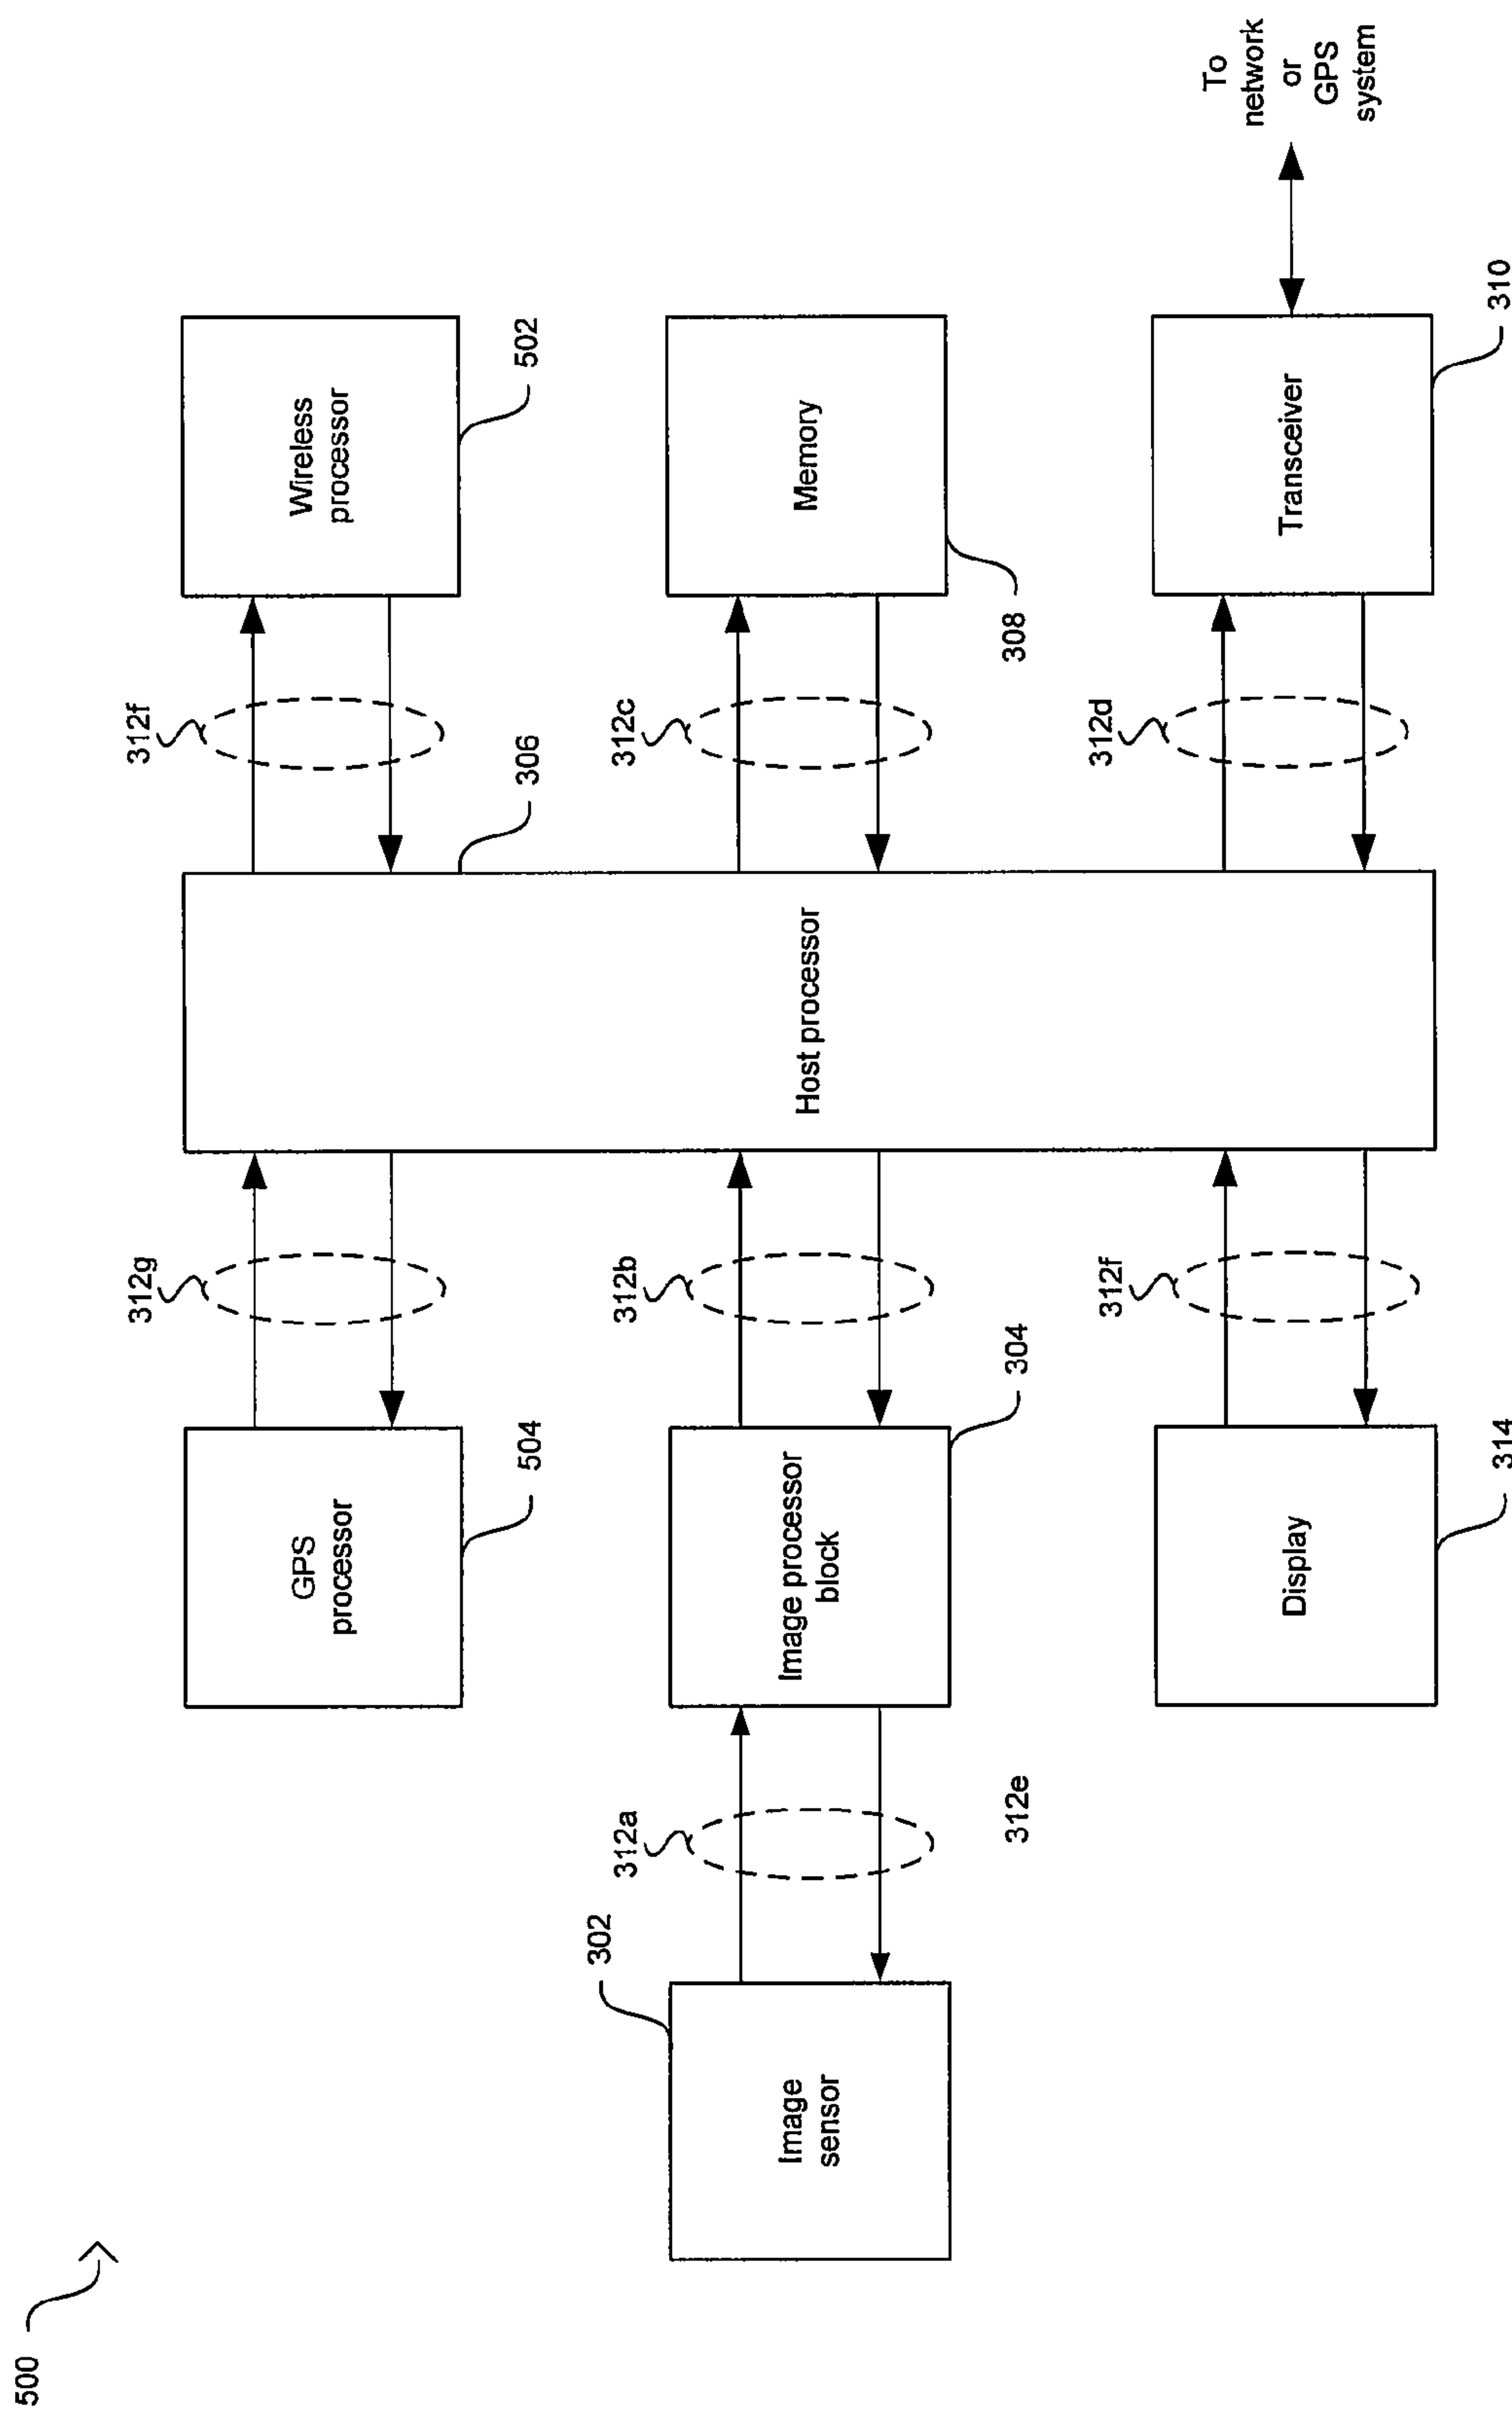 500
312g
312f
GPS
processor
504
306
Wireless
processor
502
302
Image
sensor
312a
312e
Image processor
block
304
312b
Host processor
312c
Memory
308
Display
314
312f
312d
Transceiver
310
To
network
or
GPS
system